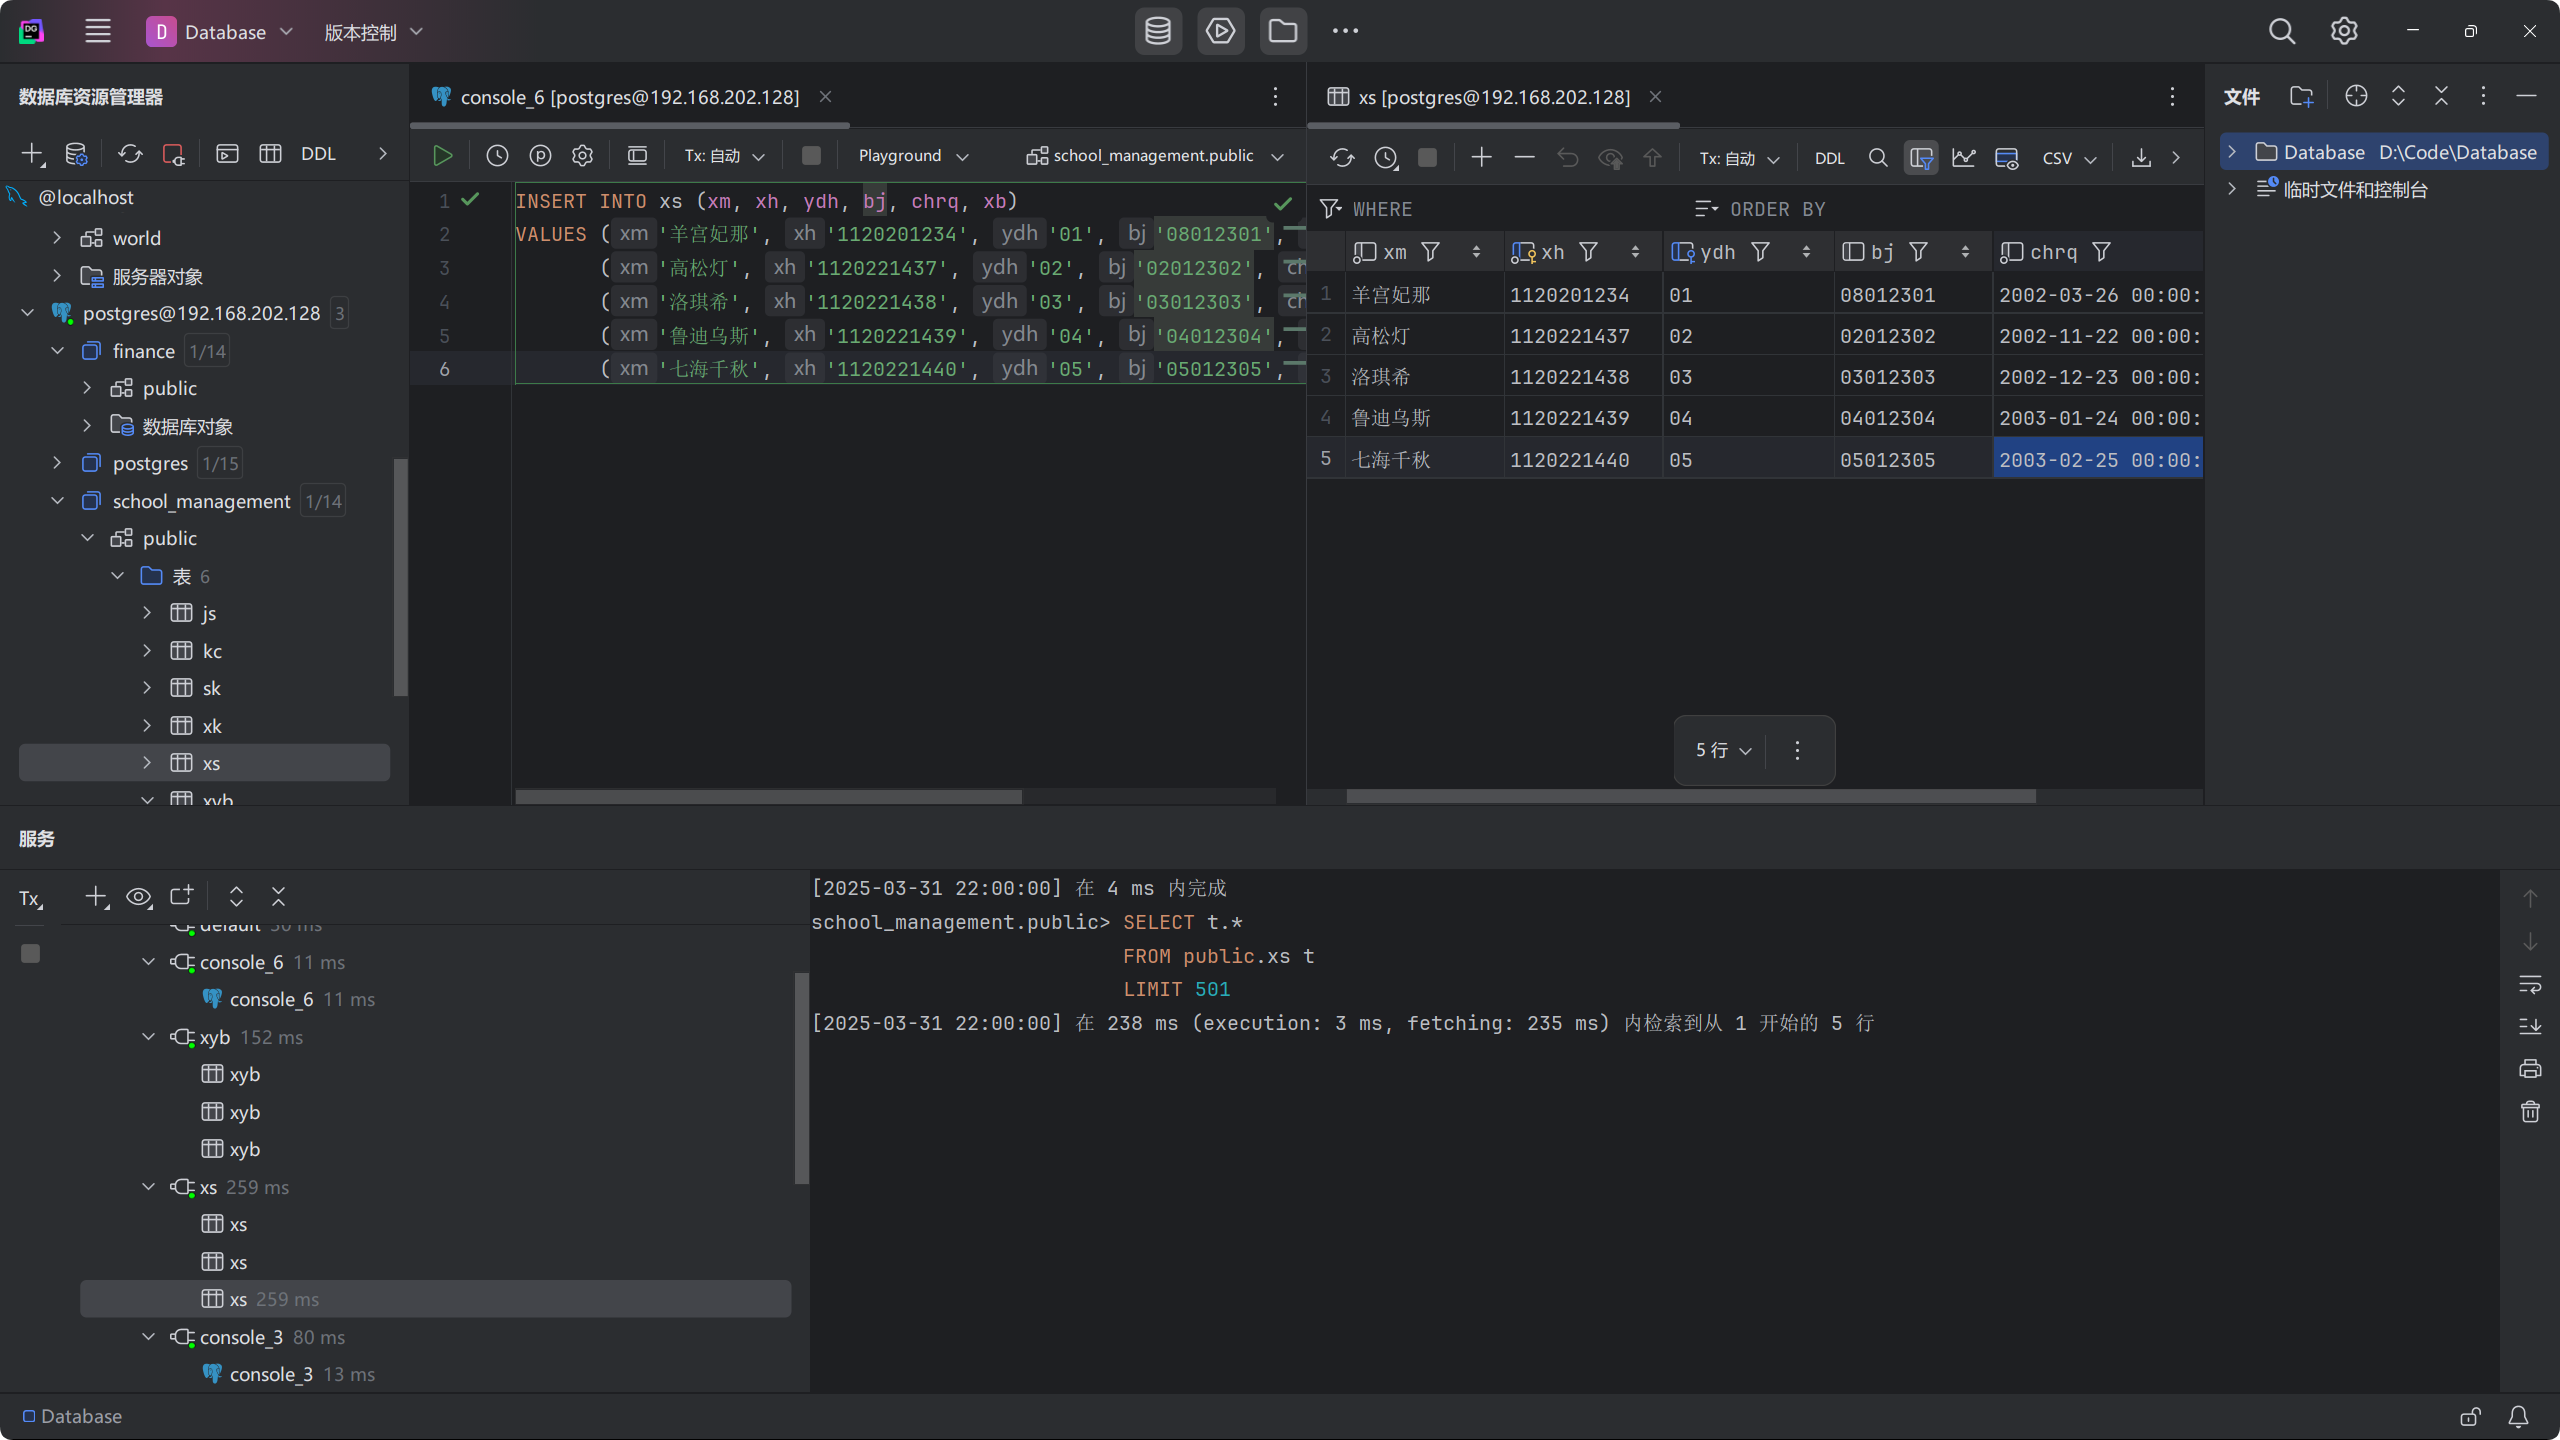 D Database 版本控制
数据库资源管理器
DDL
@localhost
world
服务器对象
postgres@192.168.202.128 3
finance 1/14
public
数据库对象
postgres 1/15
school_management 1/14
public
表 6
js
kc
sk
xk
xs
xyb
console_6 [postgres@192.168.202.128]
Tx: 自动 Playground school_management.public
1 INSERT INTO xs (xm, xh, ydh, bj, chrq, xb)
2 VALUES (xm '羊宫妃那', xh '1120201234', ydh '01', bj '08012301',
3 (xm '高松灯', xh '1120221437', ydh '02', bj '02012302', ch
4 (xm '洛琪希', xh '1120221438', ydh '03', bj '03012303', ch
5 (xm '鲁迪乌斯', xh '1120221439', ydh '04', bj '04012304',
6 (xm '七海千秋', xh '1120221440', ydh '05', bj '05012305',
xs [postgres@192.168.202.128]
Tx: 自动 DDL CSV
WHERE ORDER BY
xm xh ydh bj chrq
1 羊宫妃那 1120201234 01 08012301 2002-03-26 00:00:
2 高松灯 1120221437 02 02012302 2002-11-22 00:00:
3 洛琪希 1120221438 03 03012303 2002-12-23 00:00:
4 鲁迪乌斯 1120221439 04 04012304 2003-01-24 00:00:
5 七海千秋 1120221440 05 05012305 2003-02-25 00:00:
5 行
文件
Database D:\Code\Database
临时文件和控制台
服务
Tx
default 30 ms
console_6 11 ms
console_6 11 ms
xyb 152 ms
xyb
xyb
xyb
xs 259 ms
xs
xs
xs 259 ms
console_3 80 ms
console_3 13 ms
[2025-03-31 22:00:00] 在 4 ms 内完成
school_management.public> SELECT t.*
FROM public.xs t
LIMIT 501
[2025-03-31 22:00:00] 在 238 ms (execution: 3 ms, fetching: 235 ms) 内检索到从 1 开始的 5 行
Database